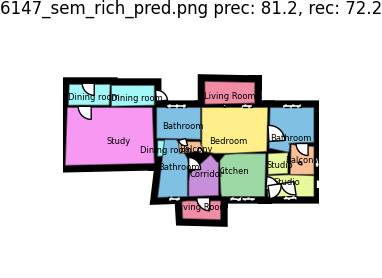 6147_sem_rich_pred.png prec: 81.2, rec: 72.2
Dining room
Dining room
Living Room
Study
Bathroom
Bedroom
Bathroom
Dining room
Balcony
Bathroom
Corridor
Kitchen
Studio
Balcony
Studio
Living Room